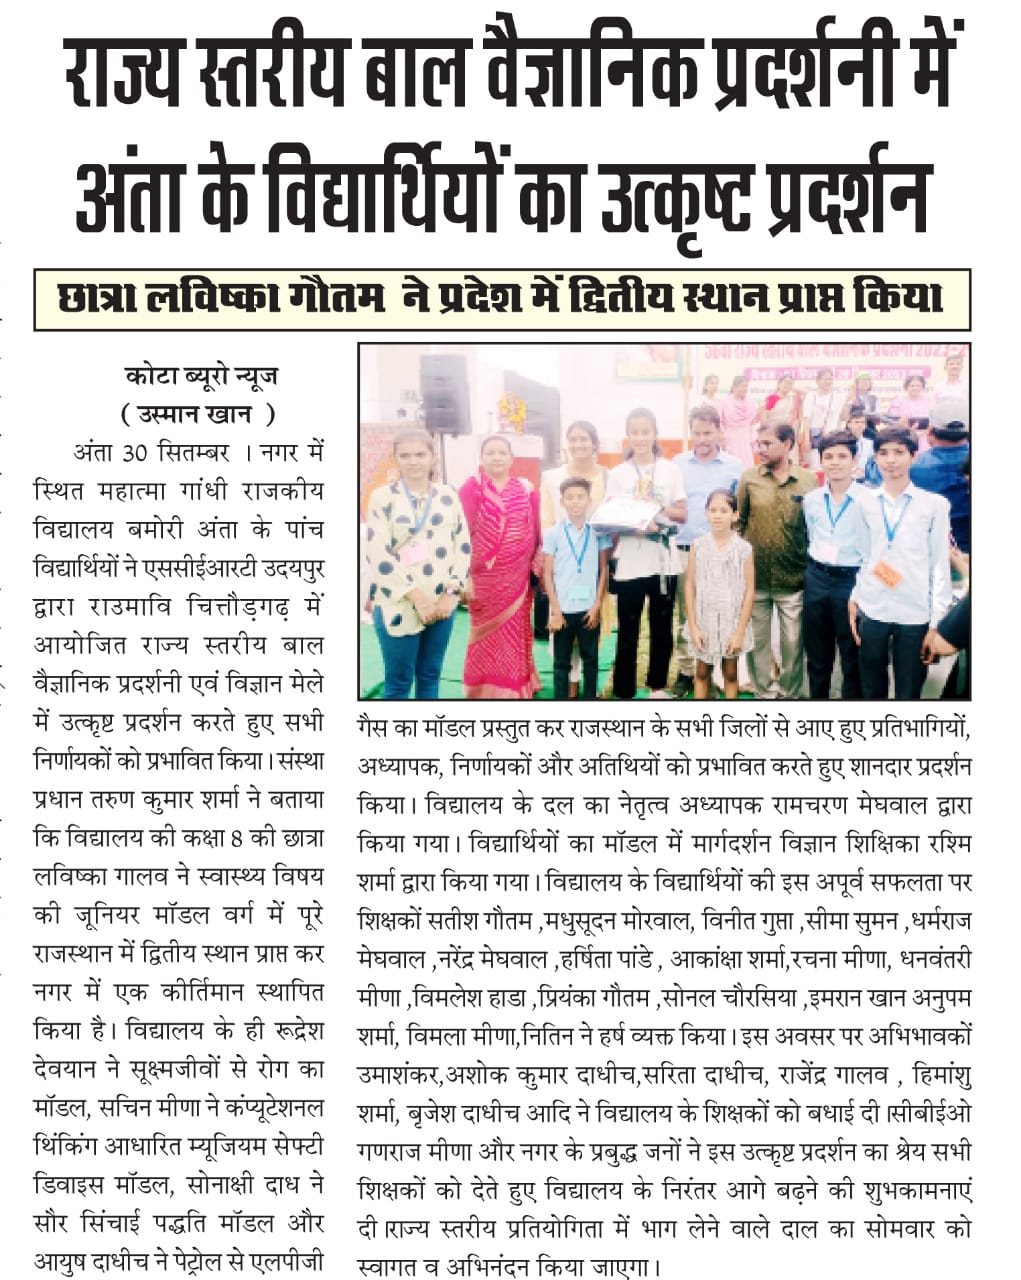 राज्य स्तरीय बाल वैज्ञानिक प्रदर्शनी में
अंता के विद्यार्थियों का उत्कृष्ट प्रदर्शन
छात्रा लविष्का गौतम ने प्रदेश में द्वितीय स्थान प्राप्त किया
कोटा ब्यूरो न्यूज
( उस्मान खान )
अंता 30 सितम्बर । नगर में
स्थित महात्मा गांधी राजकीय
विद्यालय बमोरी अंता के पांच
विद्यार्थियों ने एससीईआरटी उदयपुर
द्वारा राउमावि चित्तौड़गढ़ में
आयोजित राज्य स्तरीय बाल
वैज्ञानिक प्रदर्शनी एवं विज्ञान मेले
में उत्कृष्ट प्रदर्शन करते हुए सभी
निर्णायकों को प्रभावित किया।संस्था
प्रधान तरुण कुमार शर्मा ने बताया
कि विद्यालय की कक्षा 8 की छात्रा
लविष्का गालव ने स्वास्थ्य विषय
की जूनियर मॉडल वर्ग में पूरे
राजस्थान में द्वितीय स्थान प्राप्त कर
नगर में एक कीर्तिमान स्थापित
किया है। विद्यालय के ही रूद्रेश
देवयान ने सूक्ष्मजीवों से रोग का
मॉडल, सचिन मीणा ने कंप्यूटेशनल
थिंकिंग आधारित म्यूजियम सेफ्टी
डिवाइस मॉडल, सोनाक्षी दाध ने
सौर सिंचाई पद्धति मॉडल और
आयुष दाधीच ने पेट्रोल से एलपीजी
राज्य स्तरीय बाल वैज्ञानिक प्रदर्शनी 2023-2
गैस का मॉडल प्रस्तुत कर राजस्थान के सभी जिलों से आए हुए प्रतिभागियों,
अध्यापक, निर्णायकों और अतिथियों को प्रभावित करते हुए शानदार प्रदर्शन
किया। विद्यालय के दल का नेतृत्व अध्यापक रामचरण मेघवाल द्वारा
किया गया। विद्यार्थियों का मॉडल में मार्गदर्शन विज्ञान शिक्षिका रश्मि
शर्मा द्वारा किया गया।विद्यालय के विद्यार्थियों की इस अपूर्व सफलता पर
शिक्षकों सतीश गौतम ,मधुसूदन मोरवाल, विनीत गुप्ता ,सीमा सुमन ,धर्मराज
मेघवाल ,नरेंद्र मेघवाल ,हर्षिता पांडे , आकांक्षा शर्मा,रचना मीणा, धनवंतरी
मीणा ,विमलेश हाडा ,प्रियंका गौतम ,सोनल चौरसिया ,इमरान खान अनुपम
शर्मा, विमला मीणा,नितिन ने हर्ष व्यक्त किया।इस अवसर पर अभिभावकों
उमाशंकर,अशोक कुमार दाधीच,सरिता दाधीच, राजेंद्र गालव , हिमांशु
शर्मा, बृजेश दाधीच आदि ने विद्यालय के शिक्षकों को बधाई दी।सीबीईओ
गणराज मीणा और नगर के प्रबुद्ध जनों ने इस उत्कृष्ट प्रदर्शन का श्रेय सभी
शिक्षकों को देते हुए विद्यालय के निरंतर आगे बढ़ने की शुभकामनाएं
दी।राज्य स्तरीय प्रतियोगिता में भाग लेने वाले दाल का सोमवार को
स्वागत व अभिनंदन किया जाएगा।